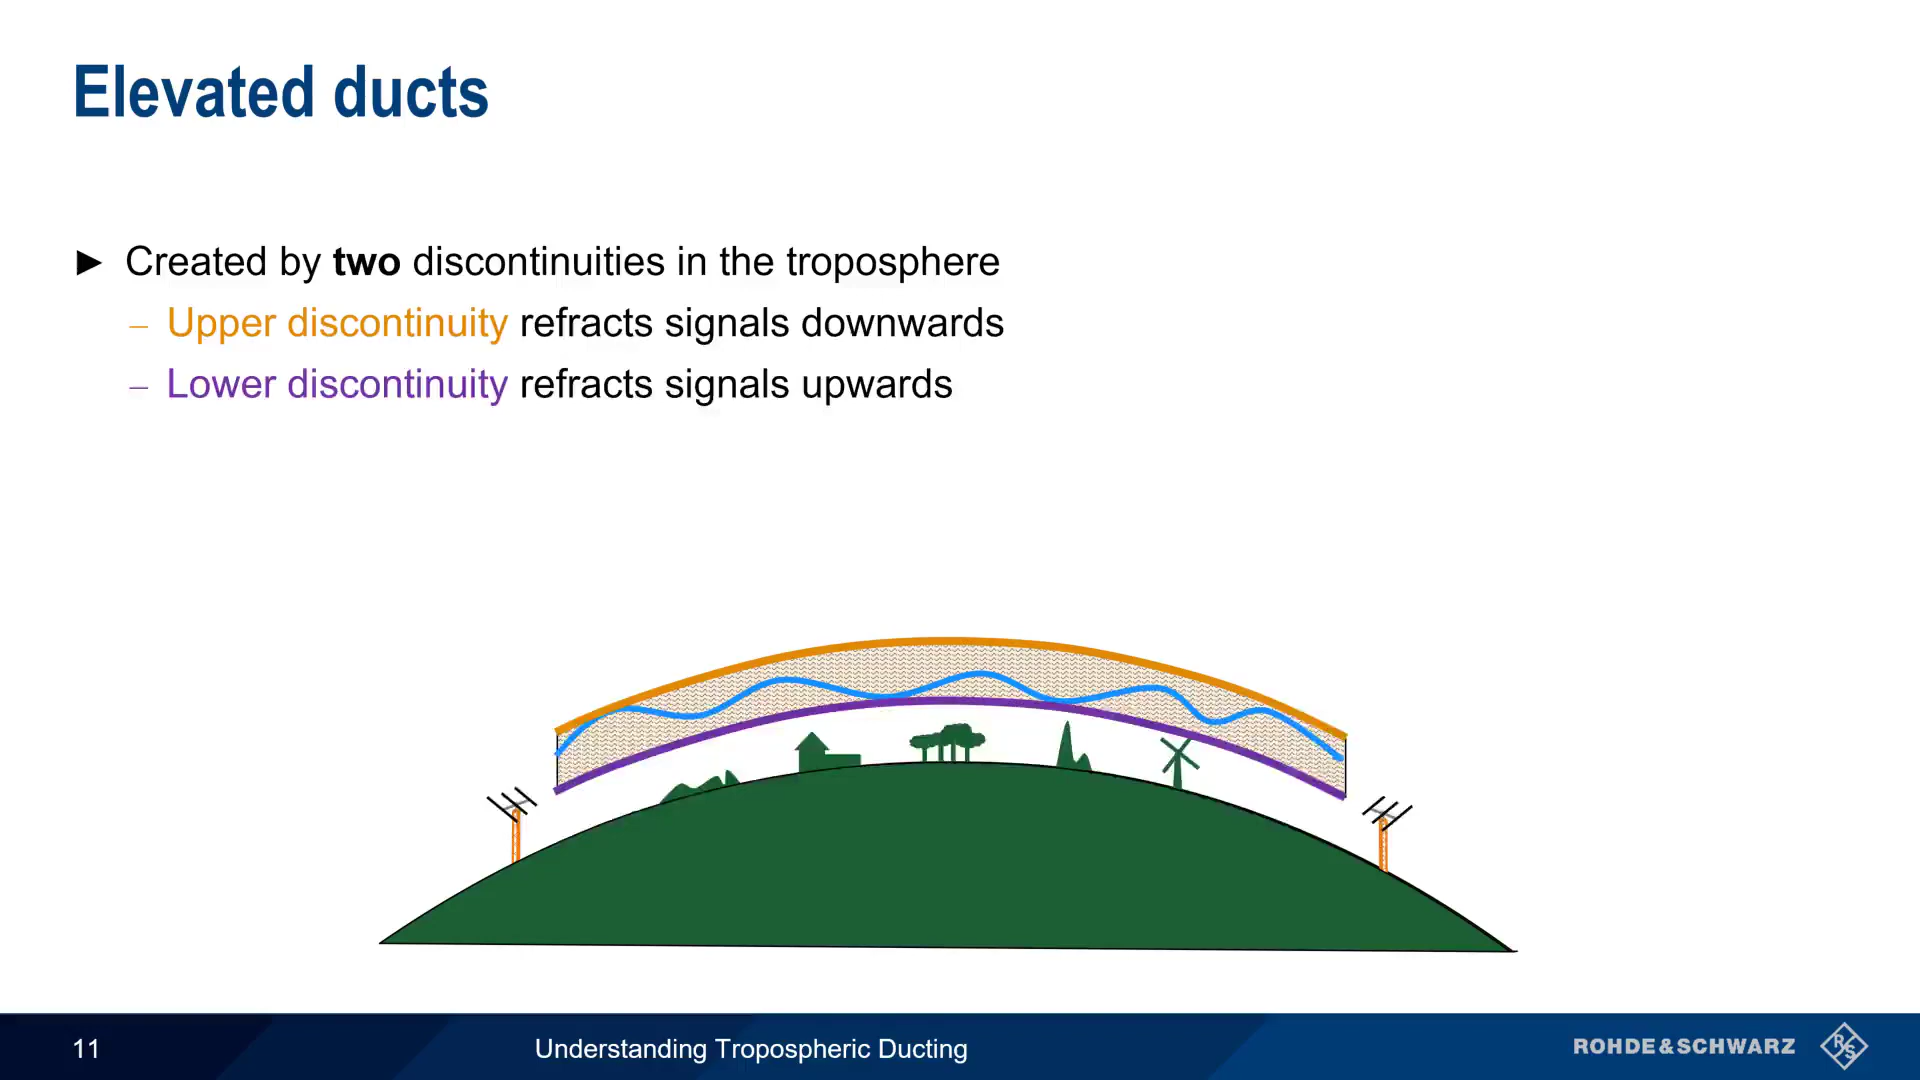 Elevated ducts
► Created by two discontinuities in the troposphere
– Upper discontinuity refracts signals downwards
– Lower discontinuity refracts signals upwards
11
Understanding Tropospheric Ducting
ROHDE&SCHWARZ
R&S